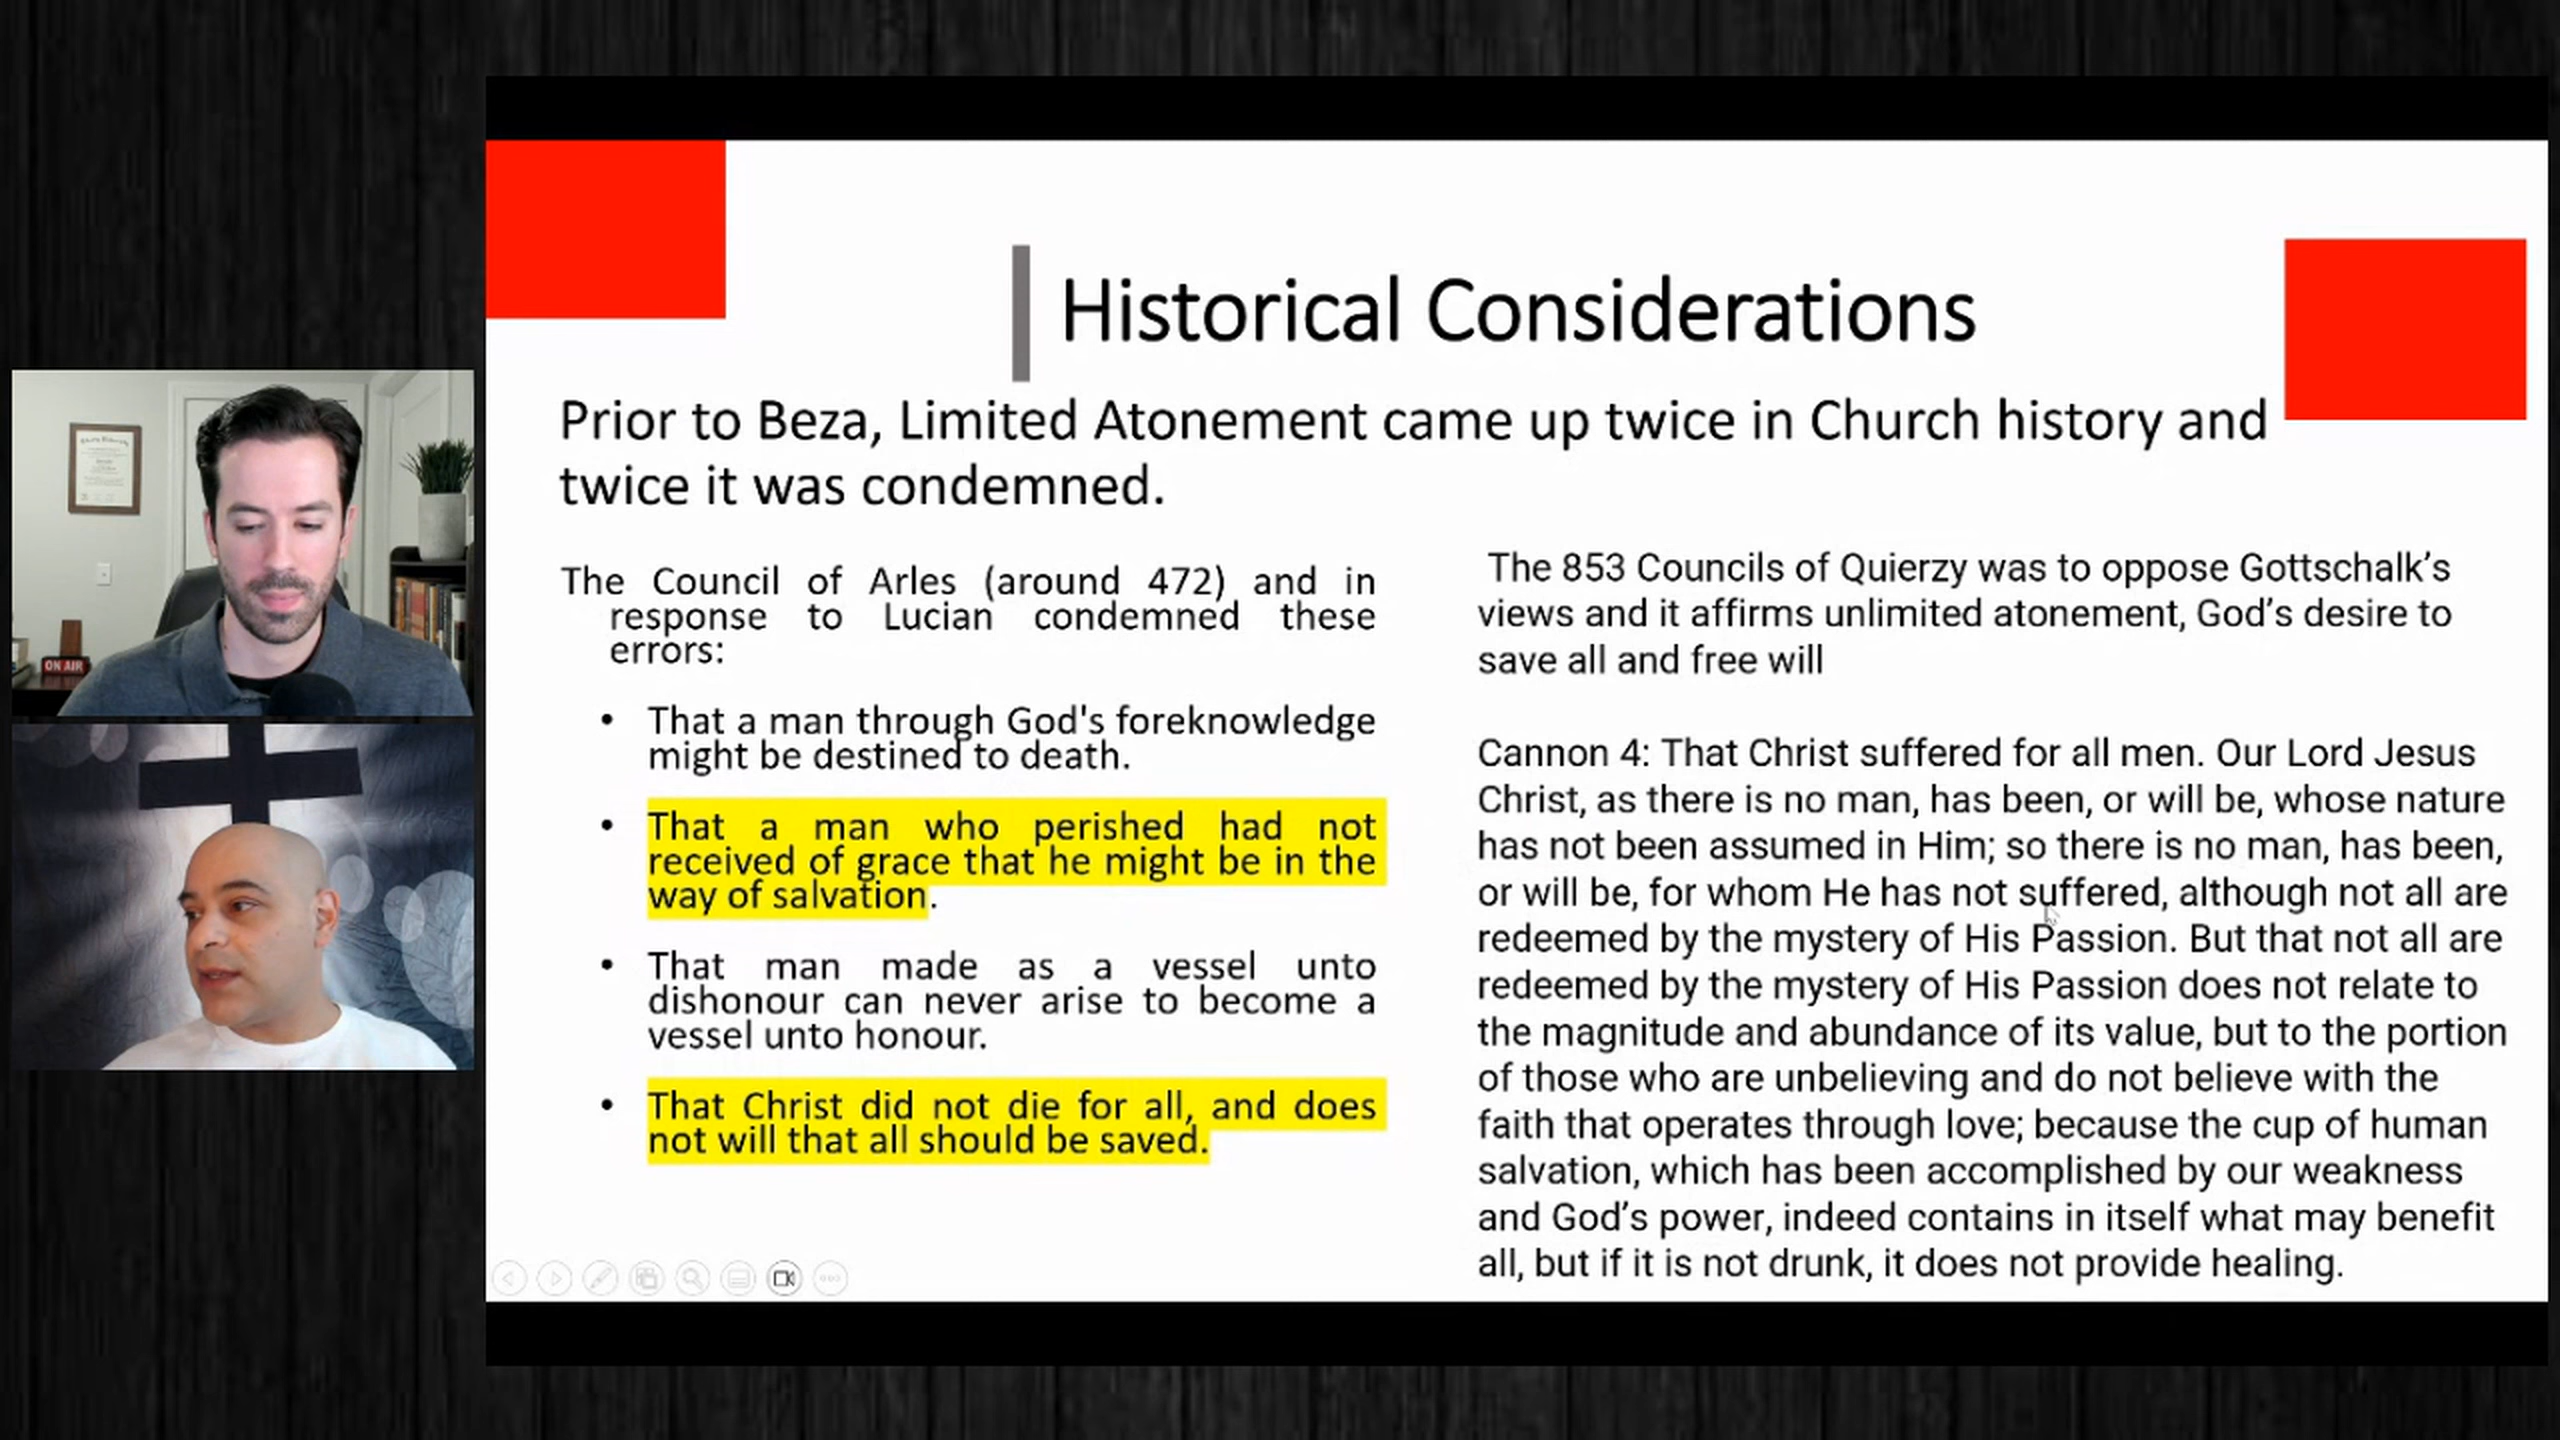 Historical Considerations
Prior to Beza, Limited Atonement came up twice in Church history and
twice it was condemned.
The Council of Arles (around 472) and in
response to Lucian condemned these
errors:
• That a man through God's foreknowledge
might be destined to death.
• That a man who perished had not
received of grace that he might be in the
way of salvation.
• That man made as a vessel unto
dishonour can never arise to become a
vessel unto honour.
• That Christ did not die for all, and does
not will that all should be saved.
The 853 Councils of Quierzy was to oppose Gottschalk’s
views and it affirms unlimited atonement, God’s desire to
save all and free will
Cannon 4: That Christ suffered for all men. Our Lord Jesus
Christ, as there is no man, has been, or will be, whose nature
has not been assumed in Him; so there is no man, has been,
or will be, for whom He has not suffered, although not all are
redeemed by the mystery of His Passion. But that not all are
redeemed by the mystery of His Passion does not relate to
the magnitude and abundance of its value, but to the portion
of those who are unbelieving and do not believe with the
faith that operates through love; because the cup of human
salvation, which has been accomplished by our weakness
and God’s power, indeed contains in itself what may benefit
all, but if it is not drunk, it does not provide healing.
ON AIR